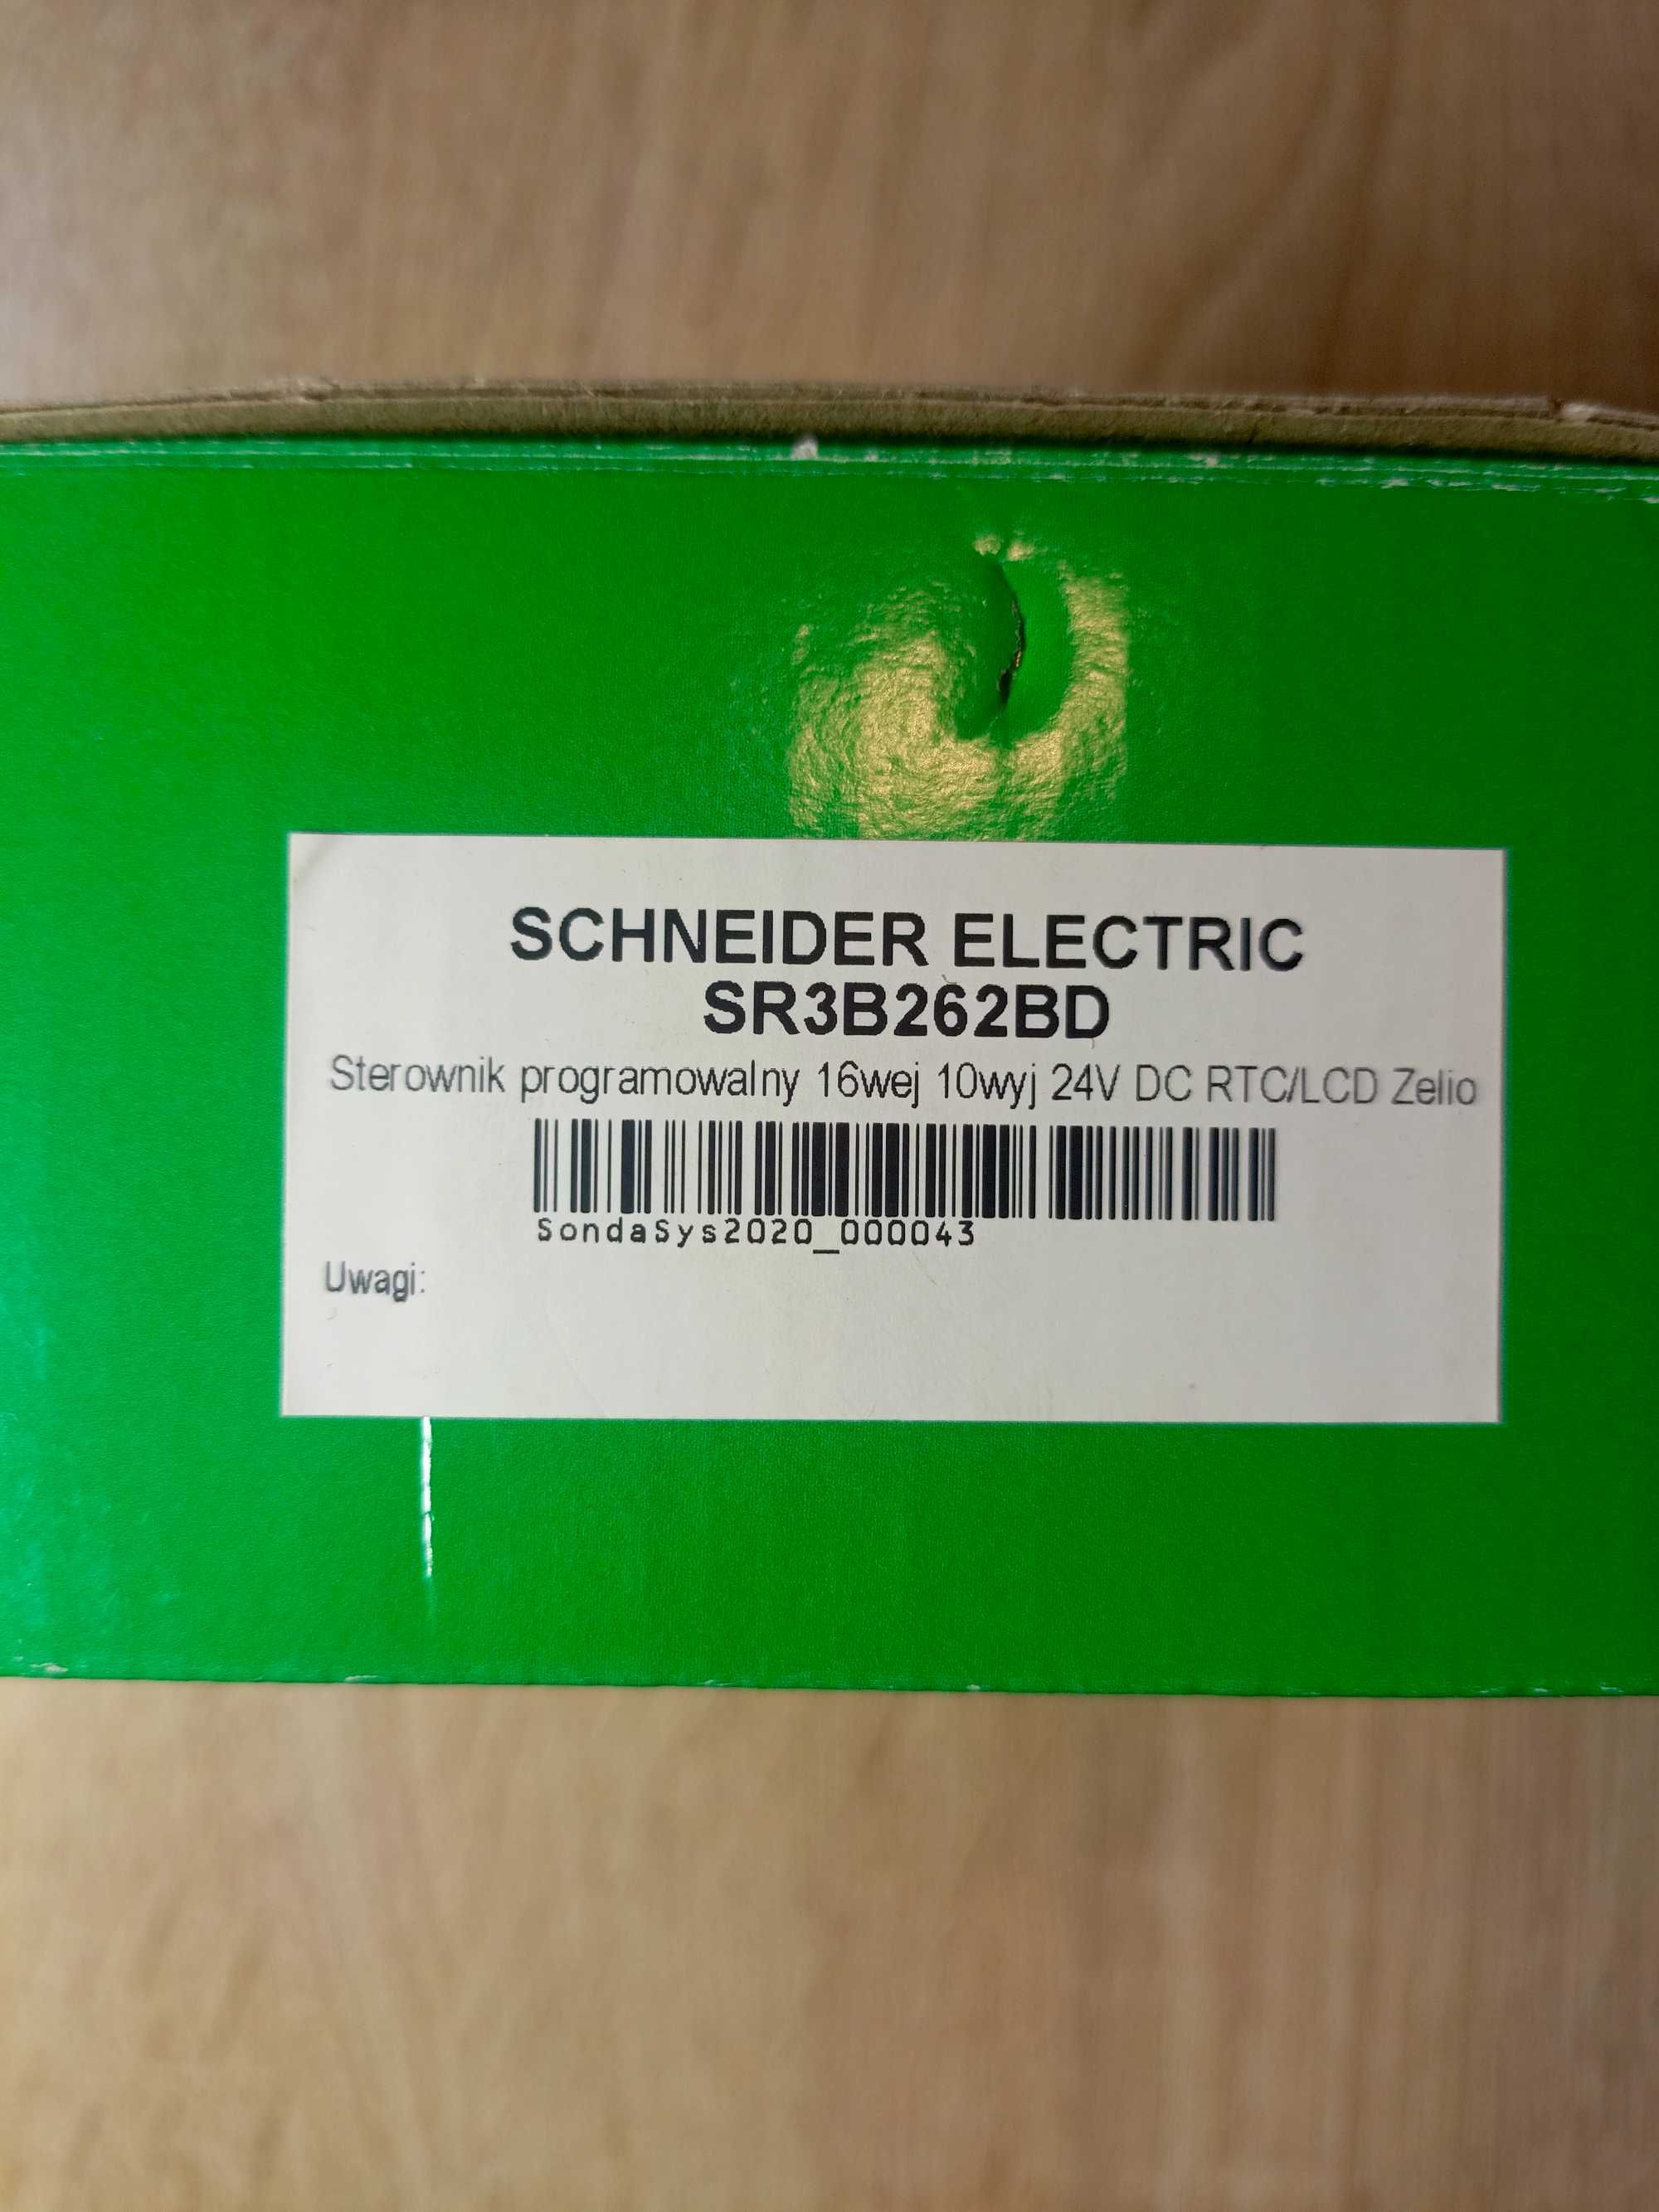 SCHNEIDER ELECTRIC
SR3B262BD
Sterownik programowalny 16wej 10wyj 24V DC RTC/LCD Zelio
SondaSys2020_000043
Uwagi: